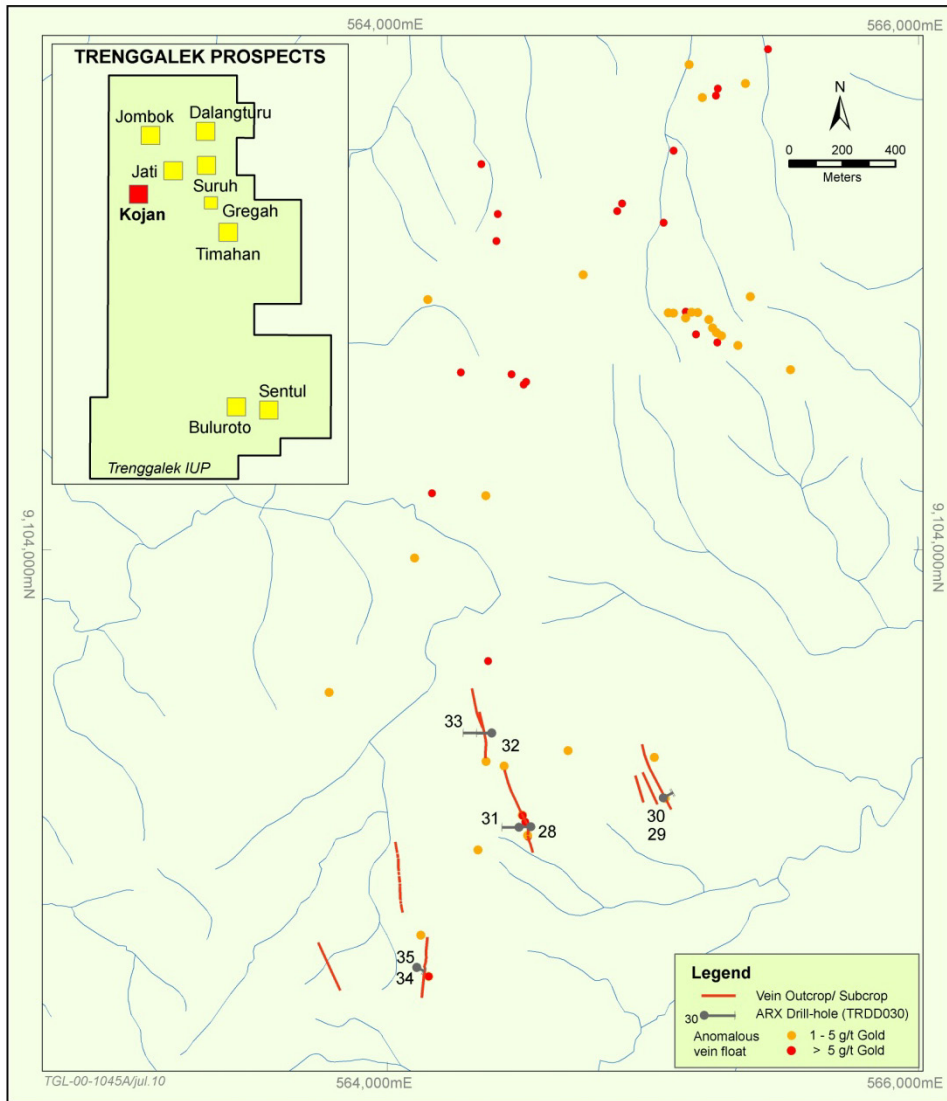 564,000mE
566,000mE
TRENGGALEK PROSPECTS
Jombok
Dalangturu
Jati
Suruh
Kojan
Gregah
Timahan
Sentul
Buluroto
Trenggalek IUP
N
0 200 400
Meters
9,104,000mN
9,104,000mN
33
32
31
28
30
29
35
34
Legend
Vein Outcrop/ Subcrop
30 ARX Drill-hole (TRDD030)
Anomalous
vein float
1 - 5 g/t Gold
> 5 g/t Gold
TGL-00-1045A/jul.10
564,000mE
566,000mE